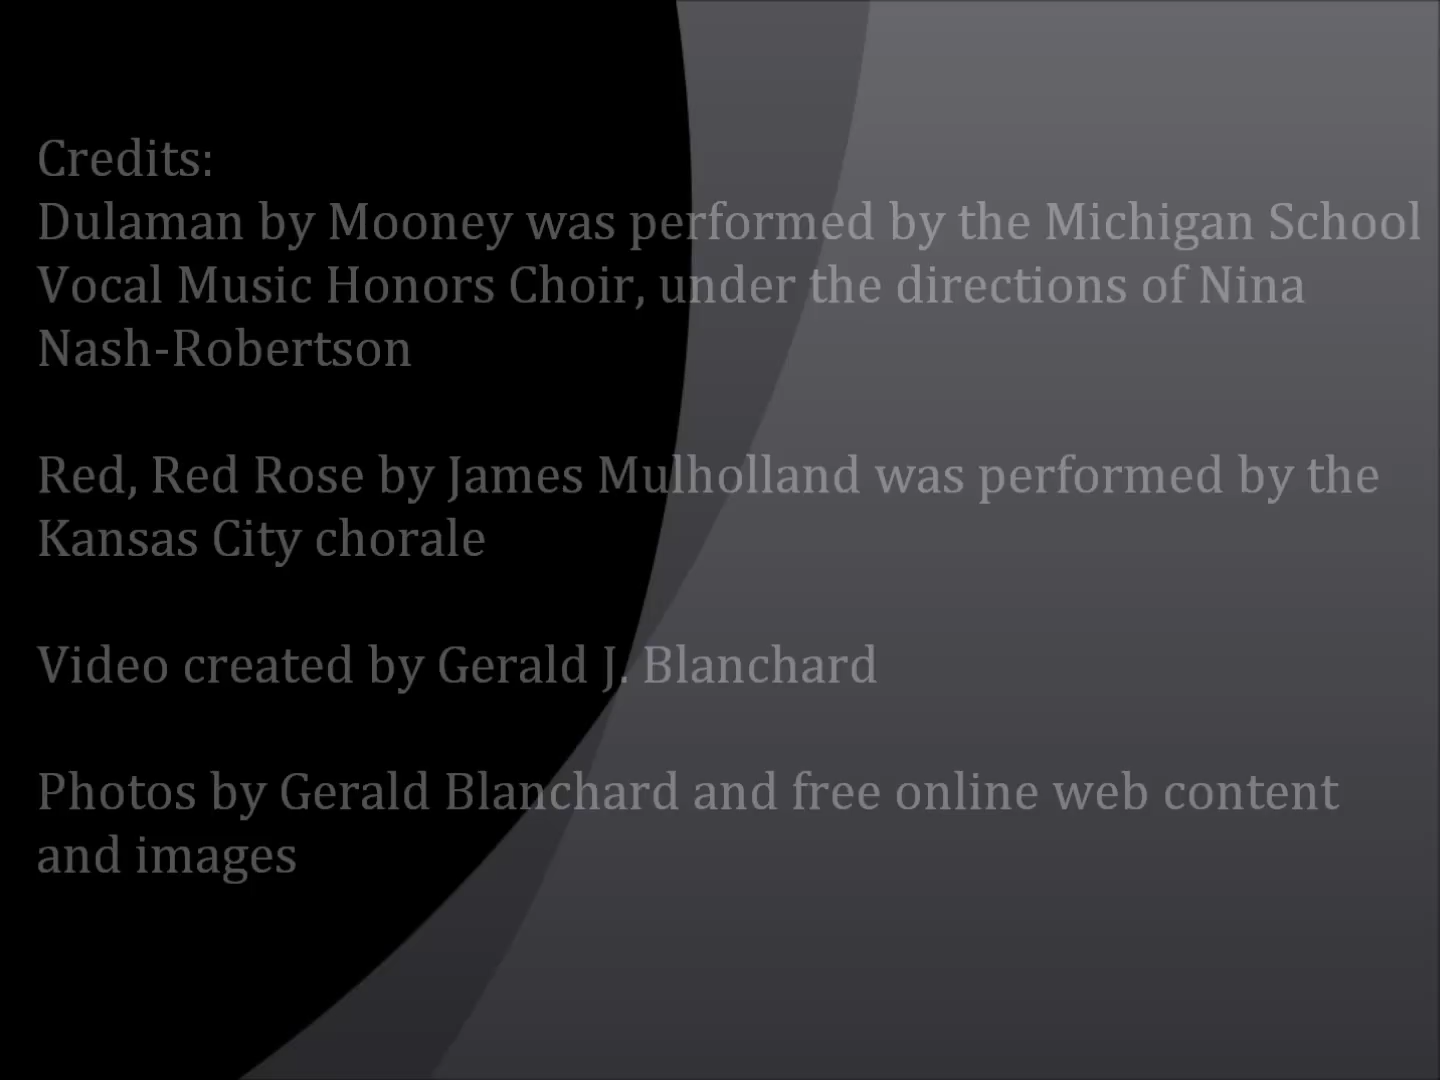 Credits:
Dulaman by Mooney was performed by the Michigan School
Vocal Music Honors Choir, under the directions of Nina
Nash-Robertson
Red, Red Rose by James Mulholland was performed by the
Kansas City chorale
Video created by Gerald J. Blanchard
Photos by Gerald Blanchard and free online web content
and images